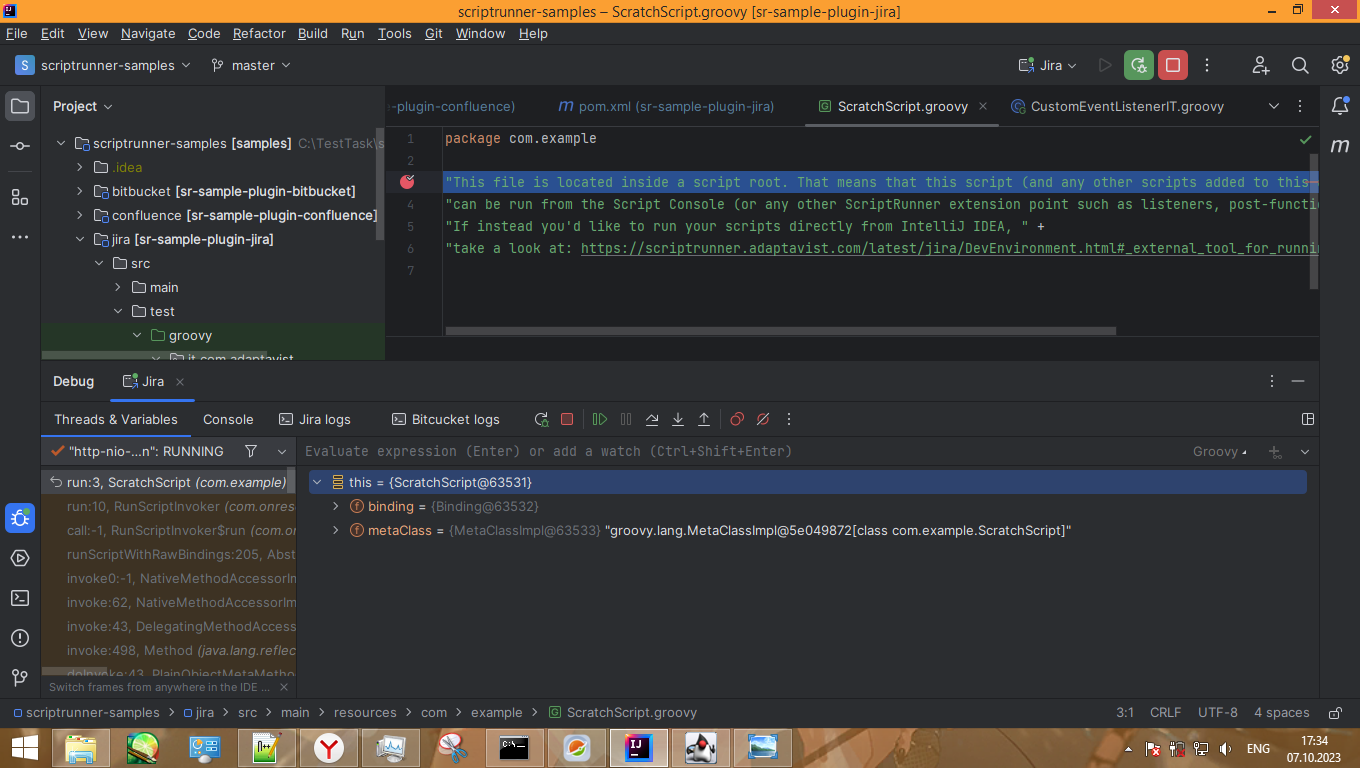 scriptrunner-samples – ScratchScript.groovy [sr-sample-plugin-jira]
File Edit View Navigate Code Refactor Build Run Tools Git Window Help
S scriptrunner-samples master Jira
Project
-plugin-confluence) m pom.xml (sr-sample-plugin-jira) ScratchScript.groovy CustomEventListenerIT.groovy
scriptrunner-samples [samples] C:\TestTask\s
.idea
bitbucket [sr-sample-plugin-bitbucket]
confluence [sr-sample-plugin-confluence]
jira [sr-sample-plugin-jira]
src
main
test
groovy
it.com.adaptavist
1 package com.example
2
"This file is located inside a script root. That means that this script (and any other scripts added to this
4 "can be run from the Script Console (or any other ScriptRunner extension point such as listeners, post-functi
5 "If instead you'd like to run your scripts directly from IntelliJ IDEA, " +
6 "take a look at: https://scriptrunner.adaptavist.com/latest/jira/DevEnvironment.html#_external_tool_for_runnin
7
Debug Jira
Threads & Variables Console Jira logs Bitcucket logs
"http-nio-...n": RUNNING
Evaluate expression (Enter) or add a watch (Ctrl+Shift+Enter) Groovy
run:3, ScratchScript (com.example)
run:10, RunScriptInvoker (com.onres
call:-1, RunScriptInvoker$run (com.on
runScriptWithRawBindings:205, Abst
invoke0:-1, NativeMethodAccessorIm
invoke:62, NativeMethodAccessorIm
invoke:43, DelegatingMethodAccess
invoke:498, Method (java.lang.reflec
doInvoke:43, PlainObjectMetaMetho
Switch frames from anywhere in the IDE ...
this = {ScratchScript@63531}
binding = {Binding@63532}
metaClass = {MetaClassImpl@63533} "groovy.lang.MetaClassImpl@5e049872[class com.example.ScratchScript]"
scriptrunner-samples > jira > src > main > resources > com > example > ScratchScript.groovy
3:1 CRLF UTF-8 4 spaces
ENG
17:34
07.10.2023